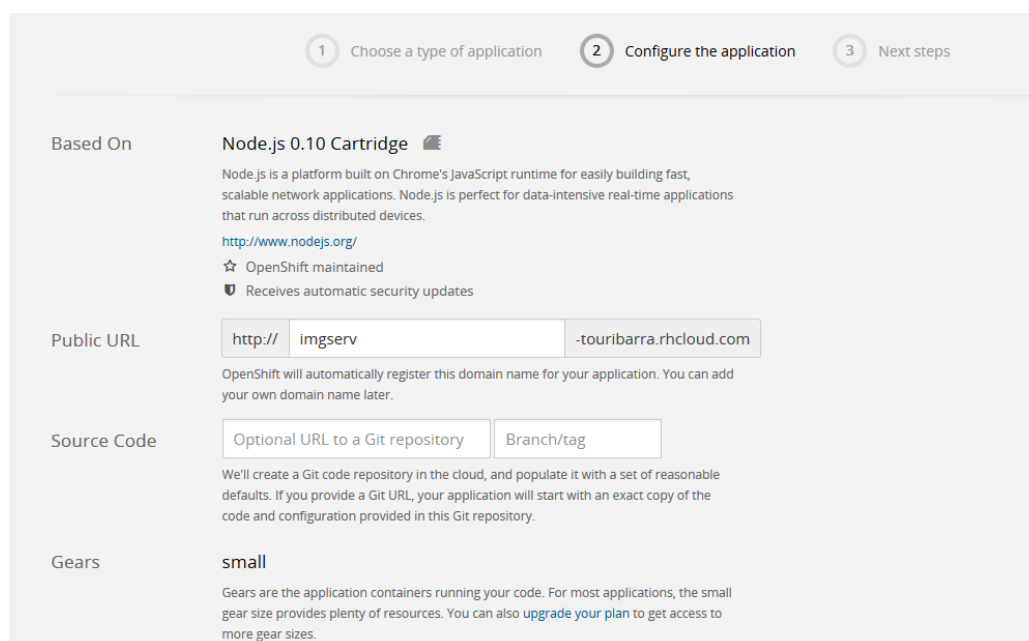 1 Choose a type of application 2 Configure the application 3 Next steps
Based On Node.js 0.10 Cartridge
Node.js is a platform built on Chrome's JavaScript runtime for easily building fast,
scalable network applications. Node.js is perfect for data-intensive real-time applications
that run across distributed devices.
http://www.nodejs.org/
OpenShift maintained
Receives automatic security updates
Public URL http:// imgserv -touribarra.rhcloud.com
OpenShift will automatically register this domain name for your application. You can add
your own domain name later.
Source Code Optional URL to a Git repository Branch/tag
We'll create a Git code repository in the cloud, and populate it with a set of reasonable
defaults. If you provide a Git URL, your application will start with an exact copy of the
code and configuration provided in this Git repository.
Gears small
Gears are the application containers running your code. For most applications, the small
gear size provides plenty of resources. You can also upgrade your plan to get access to
more gear sizes.